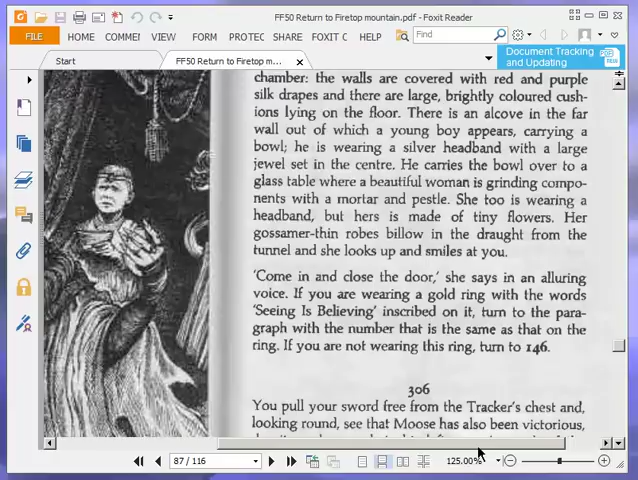 FF50 Return to Firetop mountain.pdf - Foxit Reader
FILE HOME COMMEI VIEW FORM PROTEC SHARE FOXIT C HELP Find
Start FF50 Return to Firetop m... Document Tracking
and Updating
chamber: the walls are covered with red and purple
silk drapes and there are large, brightly coloured cush-
ions lying on the floor. There is an alcove in the far
wall out of which a young boy appears, carrying a
bowl; he is wearing a silver headband with a large
jewel set in the centre. He carries the bowl over to a
glass table where a beautiful woman is grinding compo-
nents with a mortar and pestle. She too is wearing a
headband, but hers is made of tiny flowers. Her
gossamer-thin robes billow in the draught from the
tunnel and she looks up and smiles at you.
'Come in and close the door,' she says in an alluring
voice. If you are wearing a gold ring with the words
'Seeing Is Believing' inscribed on it, turn to the para-
graph with the number that is the same as that on the
ring. If you are not wearing this ring, turn to 146.
306
You pull your sword free from the Tracker's chest and,
looking round, see that Moose has also been victorious,
87 / 116 125.00%